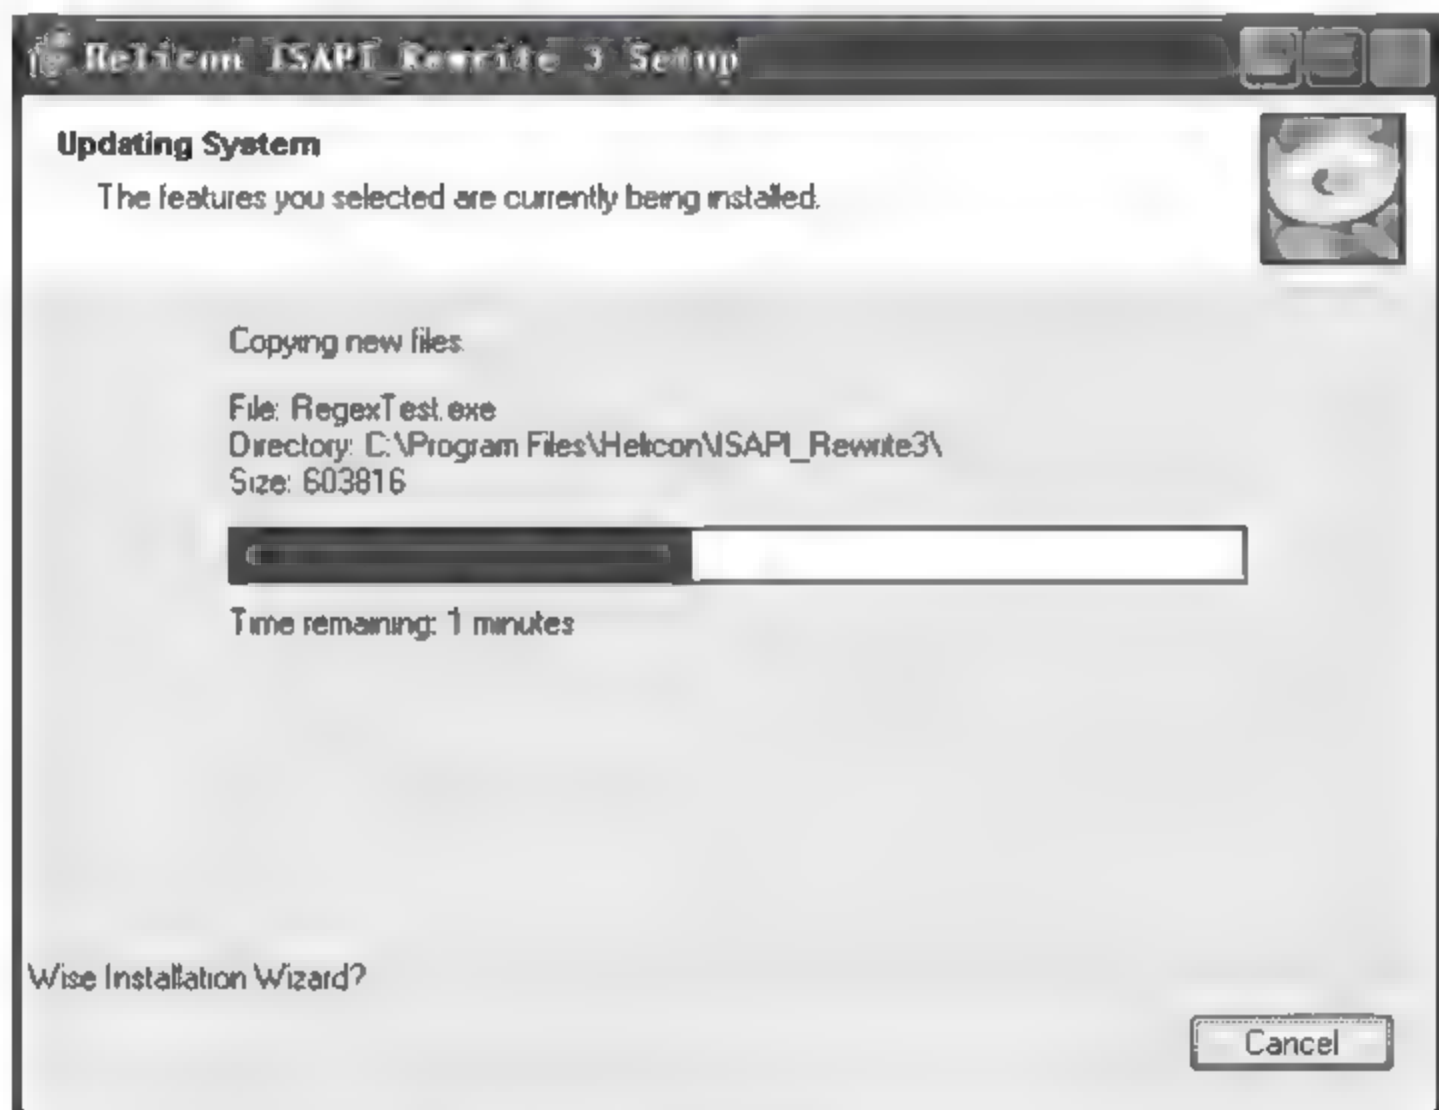 Helicon ISAPI_Rewrite 3 Setup
Updating System
The features you selected are currently being installed.
Copying new files
File: RegexTest.exe
Directory: C:\Program Files\Helicon\ISAPI_Rewrite3\
Size: 603816
Time remaining: 1 minutes
Wise Installation Wizard?
Cancel